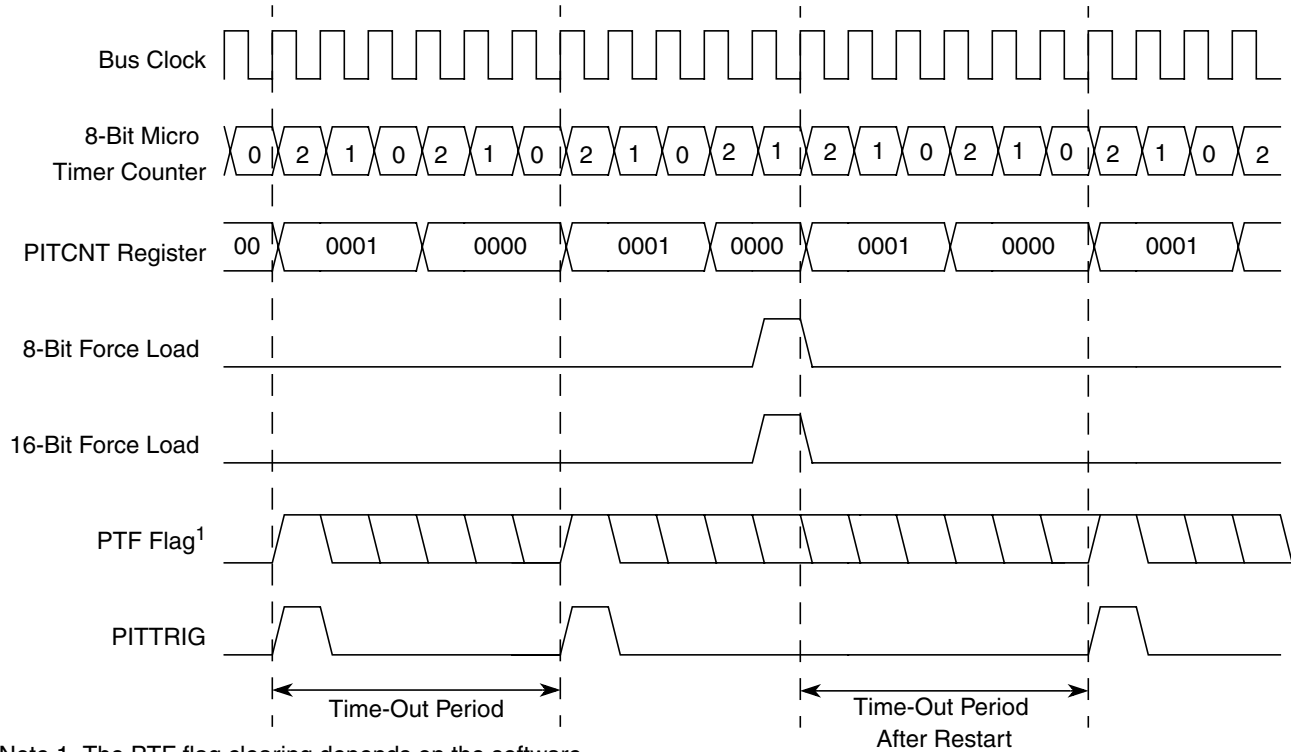 Bus Clock
8-Bit Micro
Timer Counter
0 2 1 0 2 1 0 2 1 0 2 1 2 1 0 2 1 0 2 1 0 2
PITCNT Register
00 0001 0000 0001 0000 0001 0000 0001
8-Bit Force Load
16-Bit Force Load
PTF Flag1
PITTRIG
Time-Out Period
Time-Out Period
After Restart
Note 1. The PTF flag clearing depends on the software